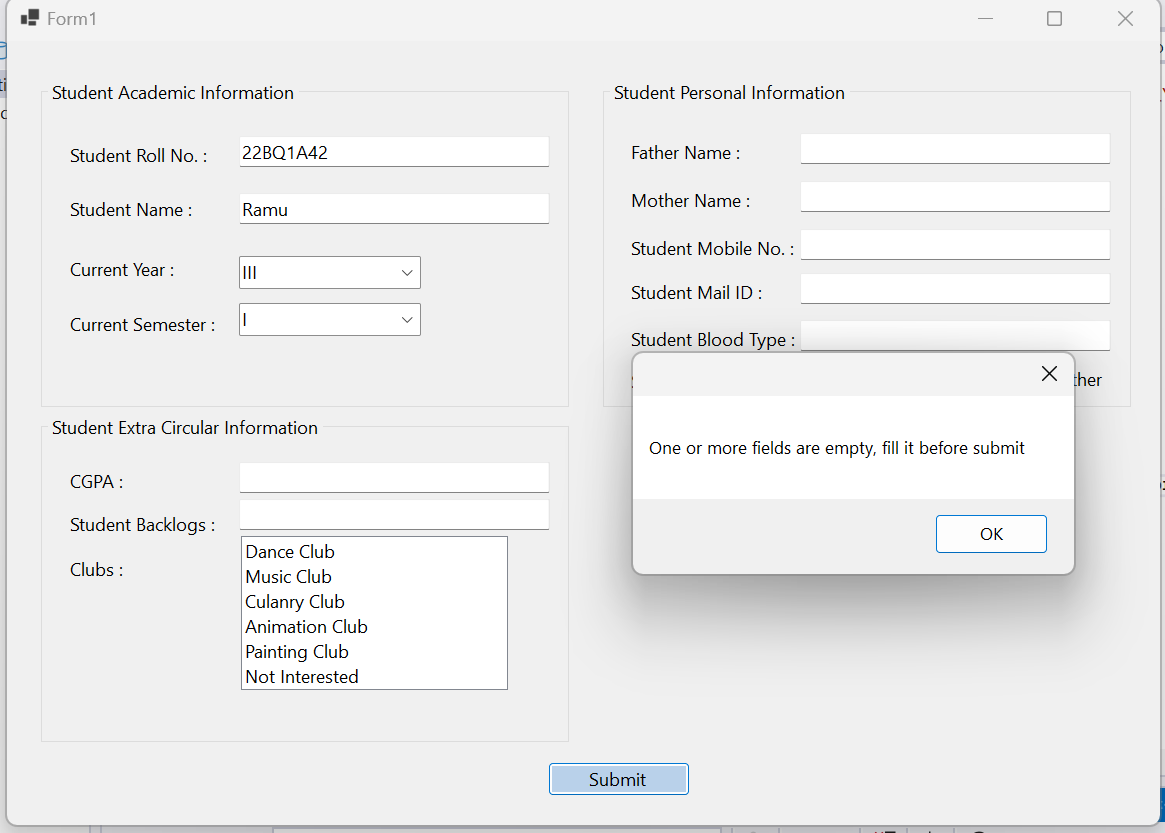 Form1
Student Academic Information
Student Roll No. : 22BQ1A42
Student Name : Ramu
Current Year : III
Current Semester : I
Student Personal Information
Father Name :
Mother Name :
Student Mobile No. :
Student Mail ID :
Student Blood Type :
One or more fields are empty, fill it before submit
OK
Student Extra Circular Information
CGPA :
Student Backlogs :
Clubs :
Dance Club
Music Club
Culanry Club
Animation Club
Painting Club
Not Interested
Submit